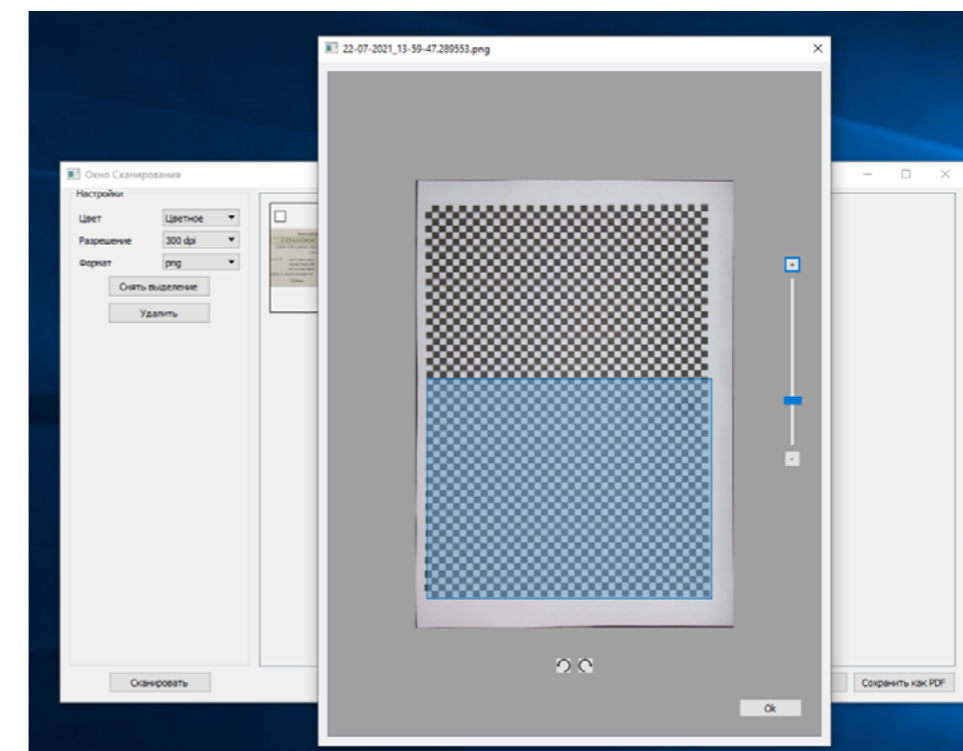 22-07-2021_13-59-47.289553.png
Окно Сканирования
Настройки
Цвет
Цветное
Разрешение
300 dpi
Формат
png
Снять выделение
Удалить
Сканировать
Ok
Сохранить как PDF